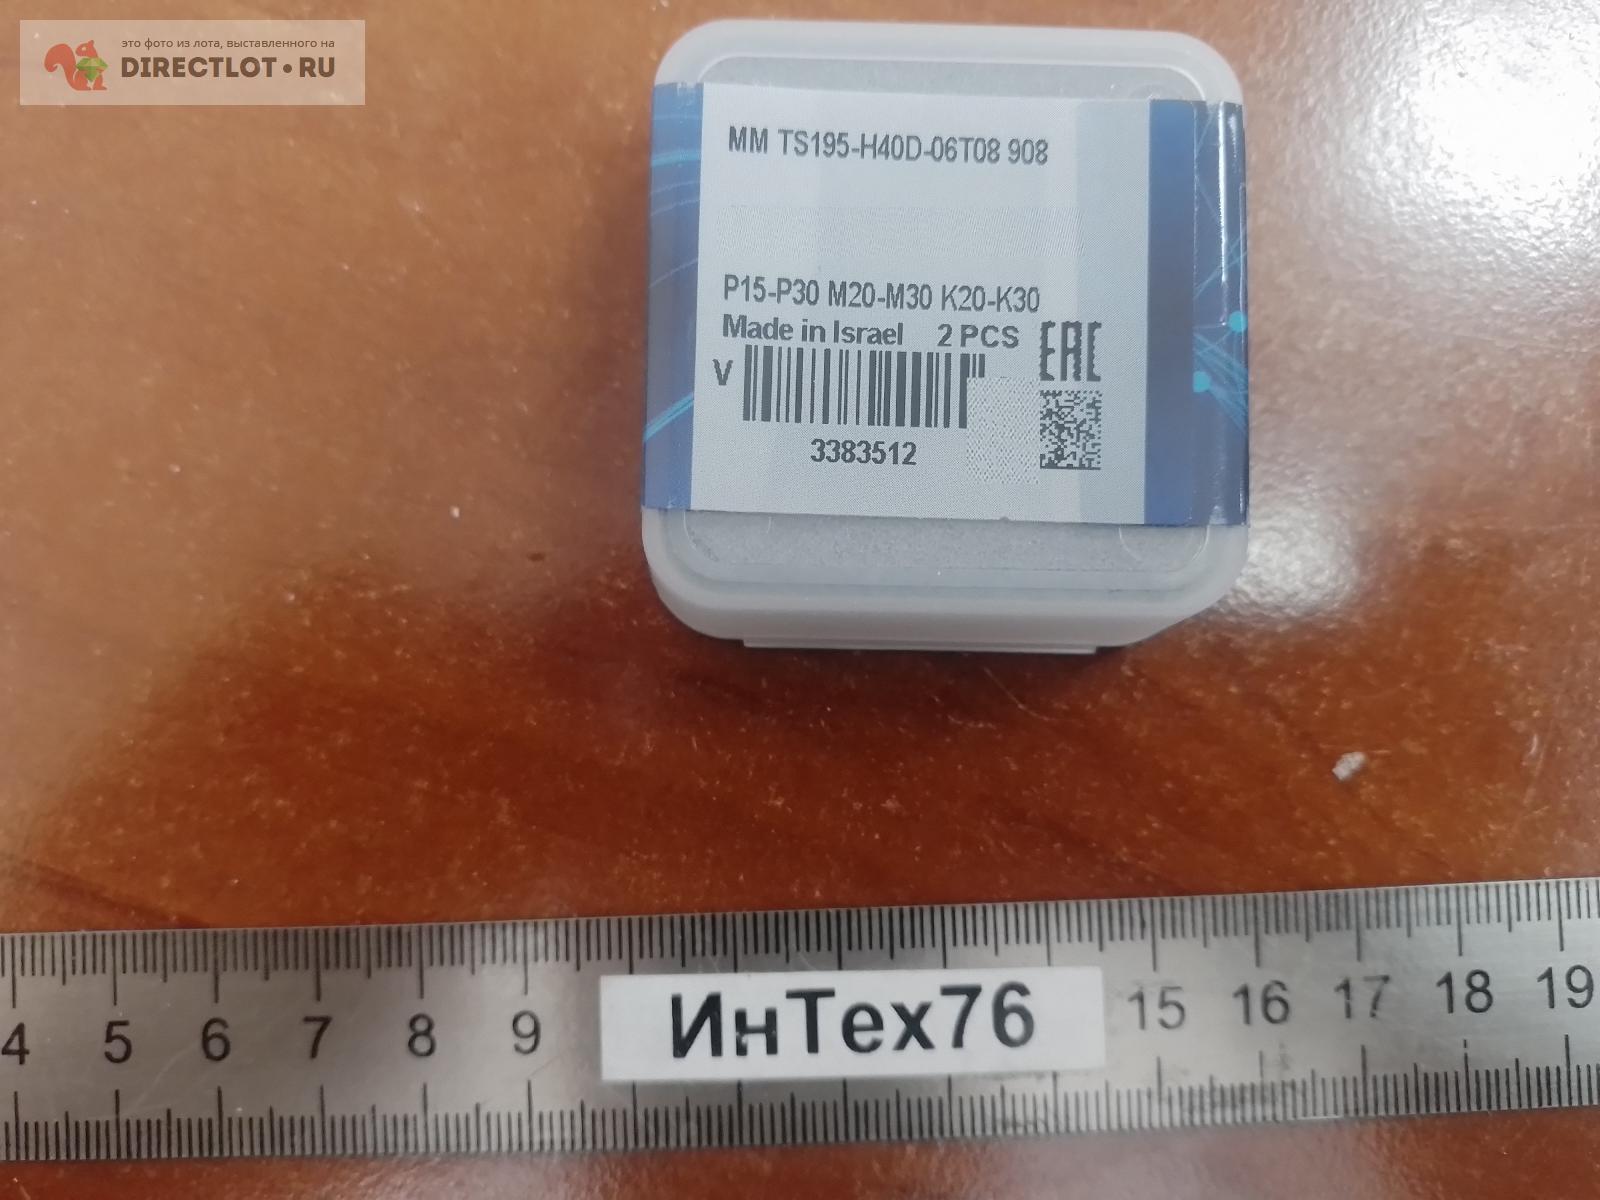 это фото из лота, выставленного на
DIRECTLOT•RU
MM TS195-H40D-06T08 908
P15-P30 M20-M30 K20-K30
Made in Israel 2 PCS EAC
V
3383512
4 5 6 7 8 9 ИнТех76 15 16 17 18 19